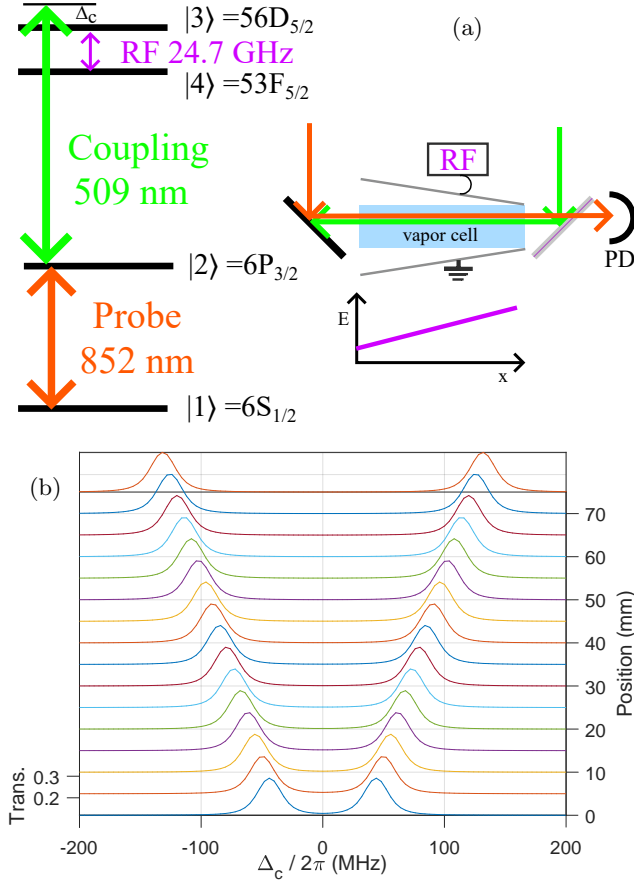 Δc
|3⟩ =56D5/2
(a)
RF 24.7 GHz
|4⟩ =53F5/2
Coupling
509 nm
RF
vapor cell
PD
|2⟩ =6P3/2
E
x
Probe
852 nm
|1⟩ =6S1/2
(b)
70
60
50
40
30
20
10
0
Position (mm)
0.3
0.2
Trans.
-200 -100 0 100 200
Δc / 2π (MHz)